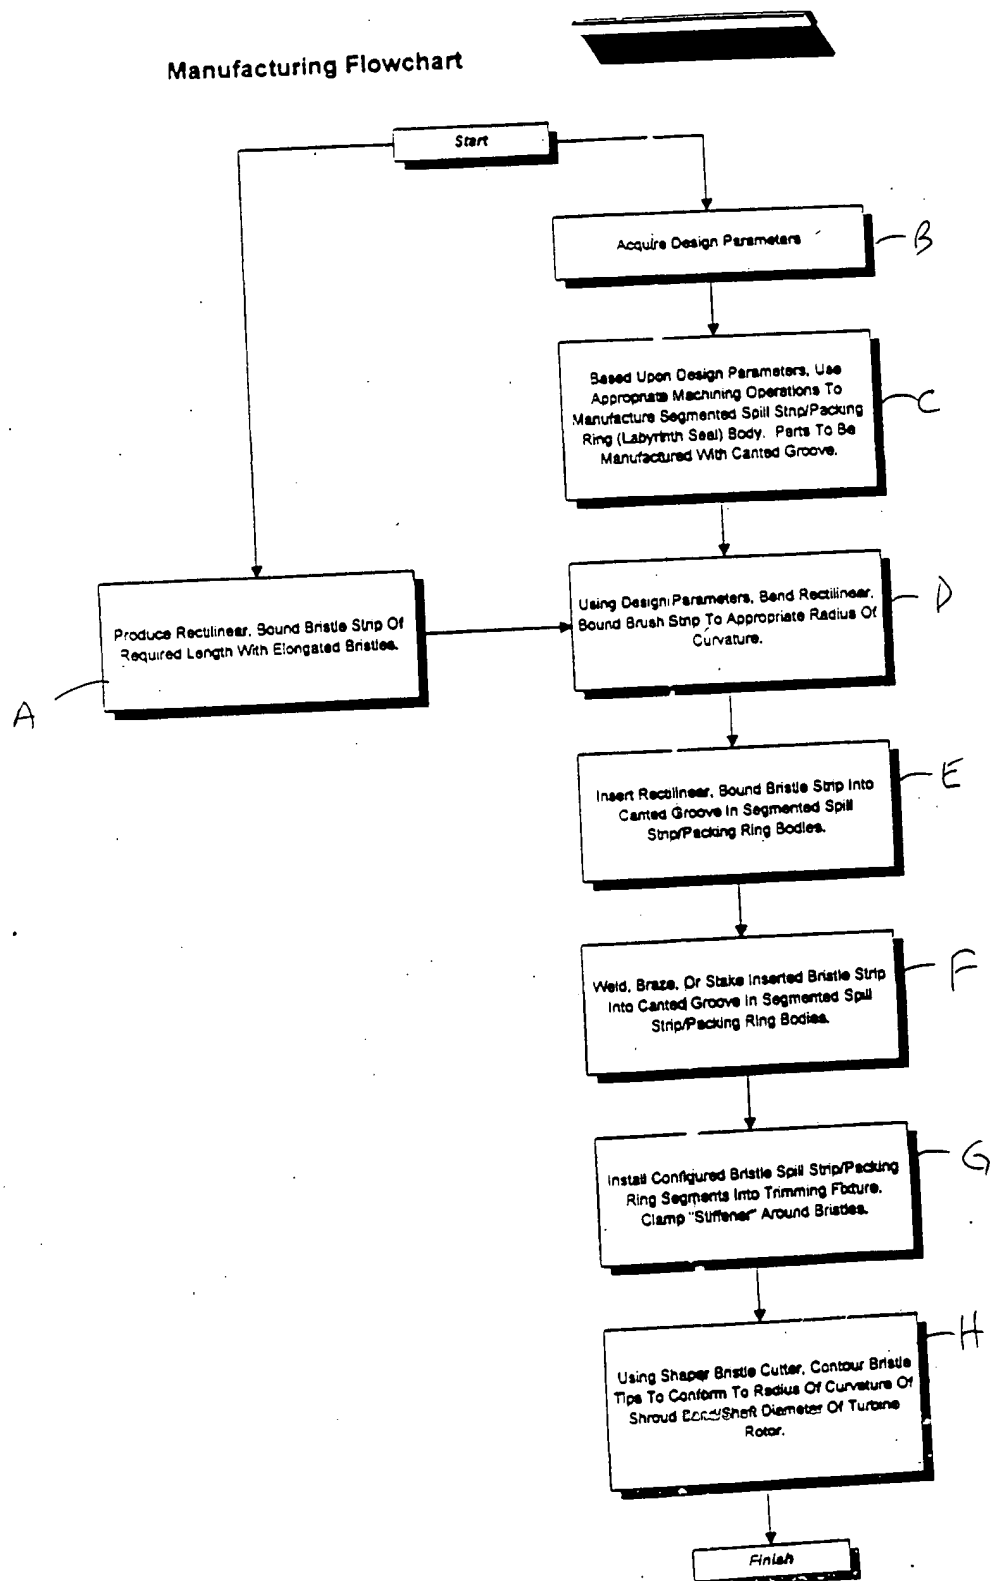 Manufacturing Flowchart
Start
Acquire Design Parameters
B
Based Upon Design Parameters, Use
Appropriate Machining Operations To
Manufacture Segmented Spill Strip/Packing
Ring (Labyrinth Seal) Body. Parts To Be
Manufactured With Canted Groove.
C
Produce Rectilinear, Bound Bristle Strip Of
Required Length With Elongated Bristles.
A
Using Design Parameters, Bend Rectilinear,
Bound Brush Strip To Appropriate Radius Of
Curvature.
D
Insert Rectilinear, Bound Bristle Strip Into
Canted Groove In Segmented Spill
Strip/Packing Ring Bodies.
E
Weld, Braze, Or Stake Inserted Bristle Strip
Into Canted Groove In Segmented Spill
Strip/Packing Ring Bodies.
F
Install Configured Bristle Spill Strip/Packing
Ring Segments Into Trimming Fixture.
Clamp "Stiffener" Around Bristles.
G
Using Shaper Bristle Cutter, Contour Bristle
Tips To Conform To Radius Of Curvature Of
Shroud Shaft Diameter Of Turbine
Rotor.
H
Finish